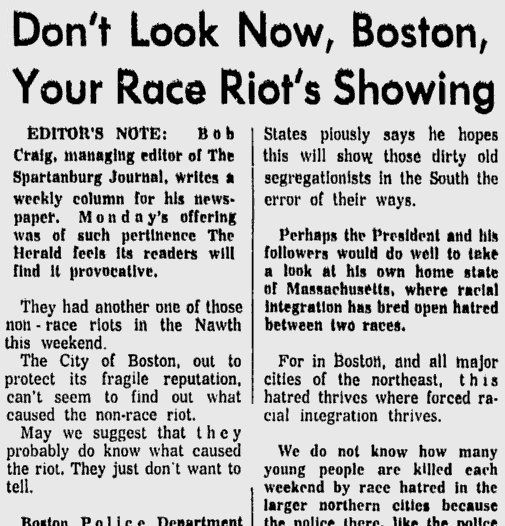 Don't Look Now, Boston,
Your Race Riot's Showing
EDITOR'S NOTE: Bob
Craig, managing editor of The
Spartanburg Journal, writes a
weekly column for his news-
paper. Monday's offering
was of such pertinence The
Herald feels its readers will
find it provocative.
They had another one of those
non-race riots in the Nawth
this weekend.
The City of Boston, out to
protect its fragile reputation,
can't seem to find out what
caused the non-race riot.
May we suggest that they
probably do know what caused
the riot. They just don't want to
tell.
Boston Police Department
States piously says he hopes
this will show those dirty old
segregationists in the South the
error of their ways.
Perhaps the President and his
followers would do well to take
a look at his own home state
of Massachusetts, where racial
integration has bred open hatred
between two races.
For in Boston, and all major
cities of the northeast, this
hatred thrives where forced ra-
cial integration thrives.
We do not know how many
young people are killed each
weekend by race hatred in the
larger northern cities because
the police there, like the police